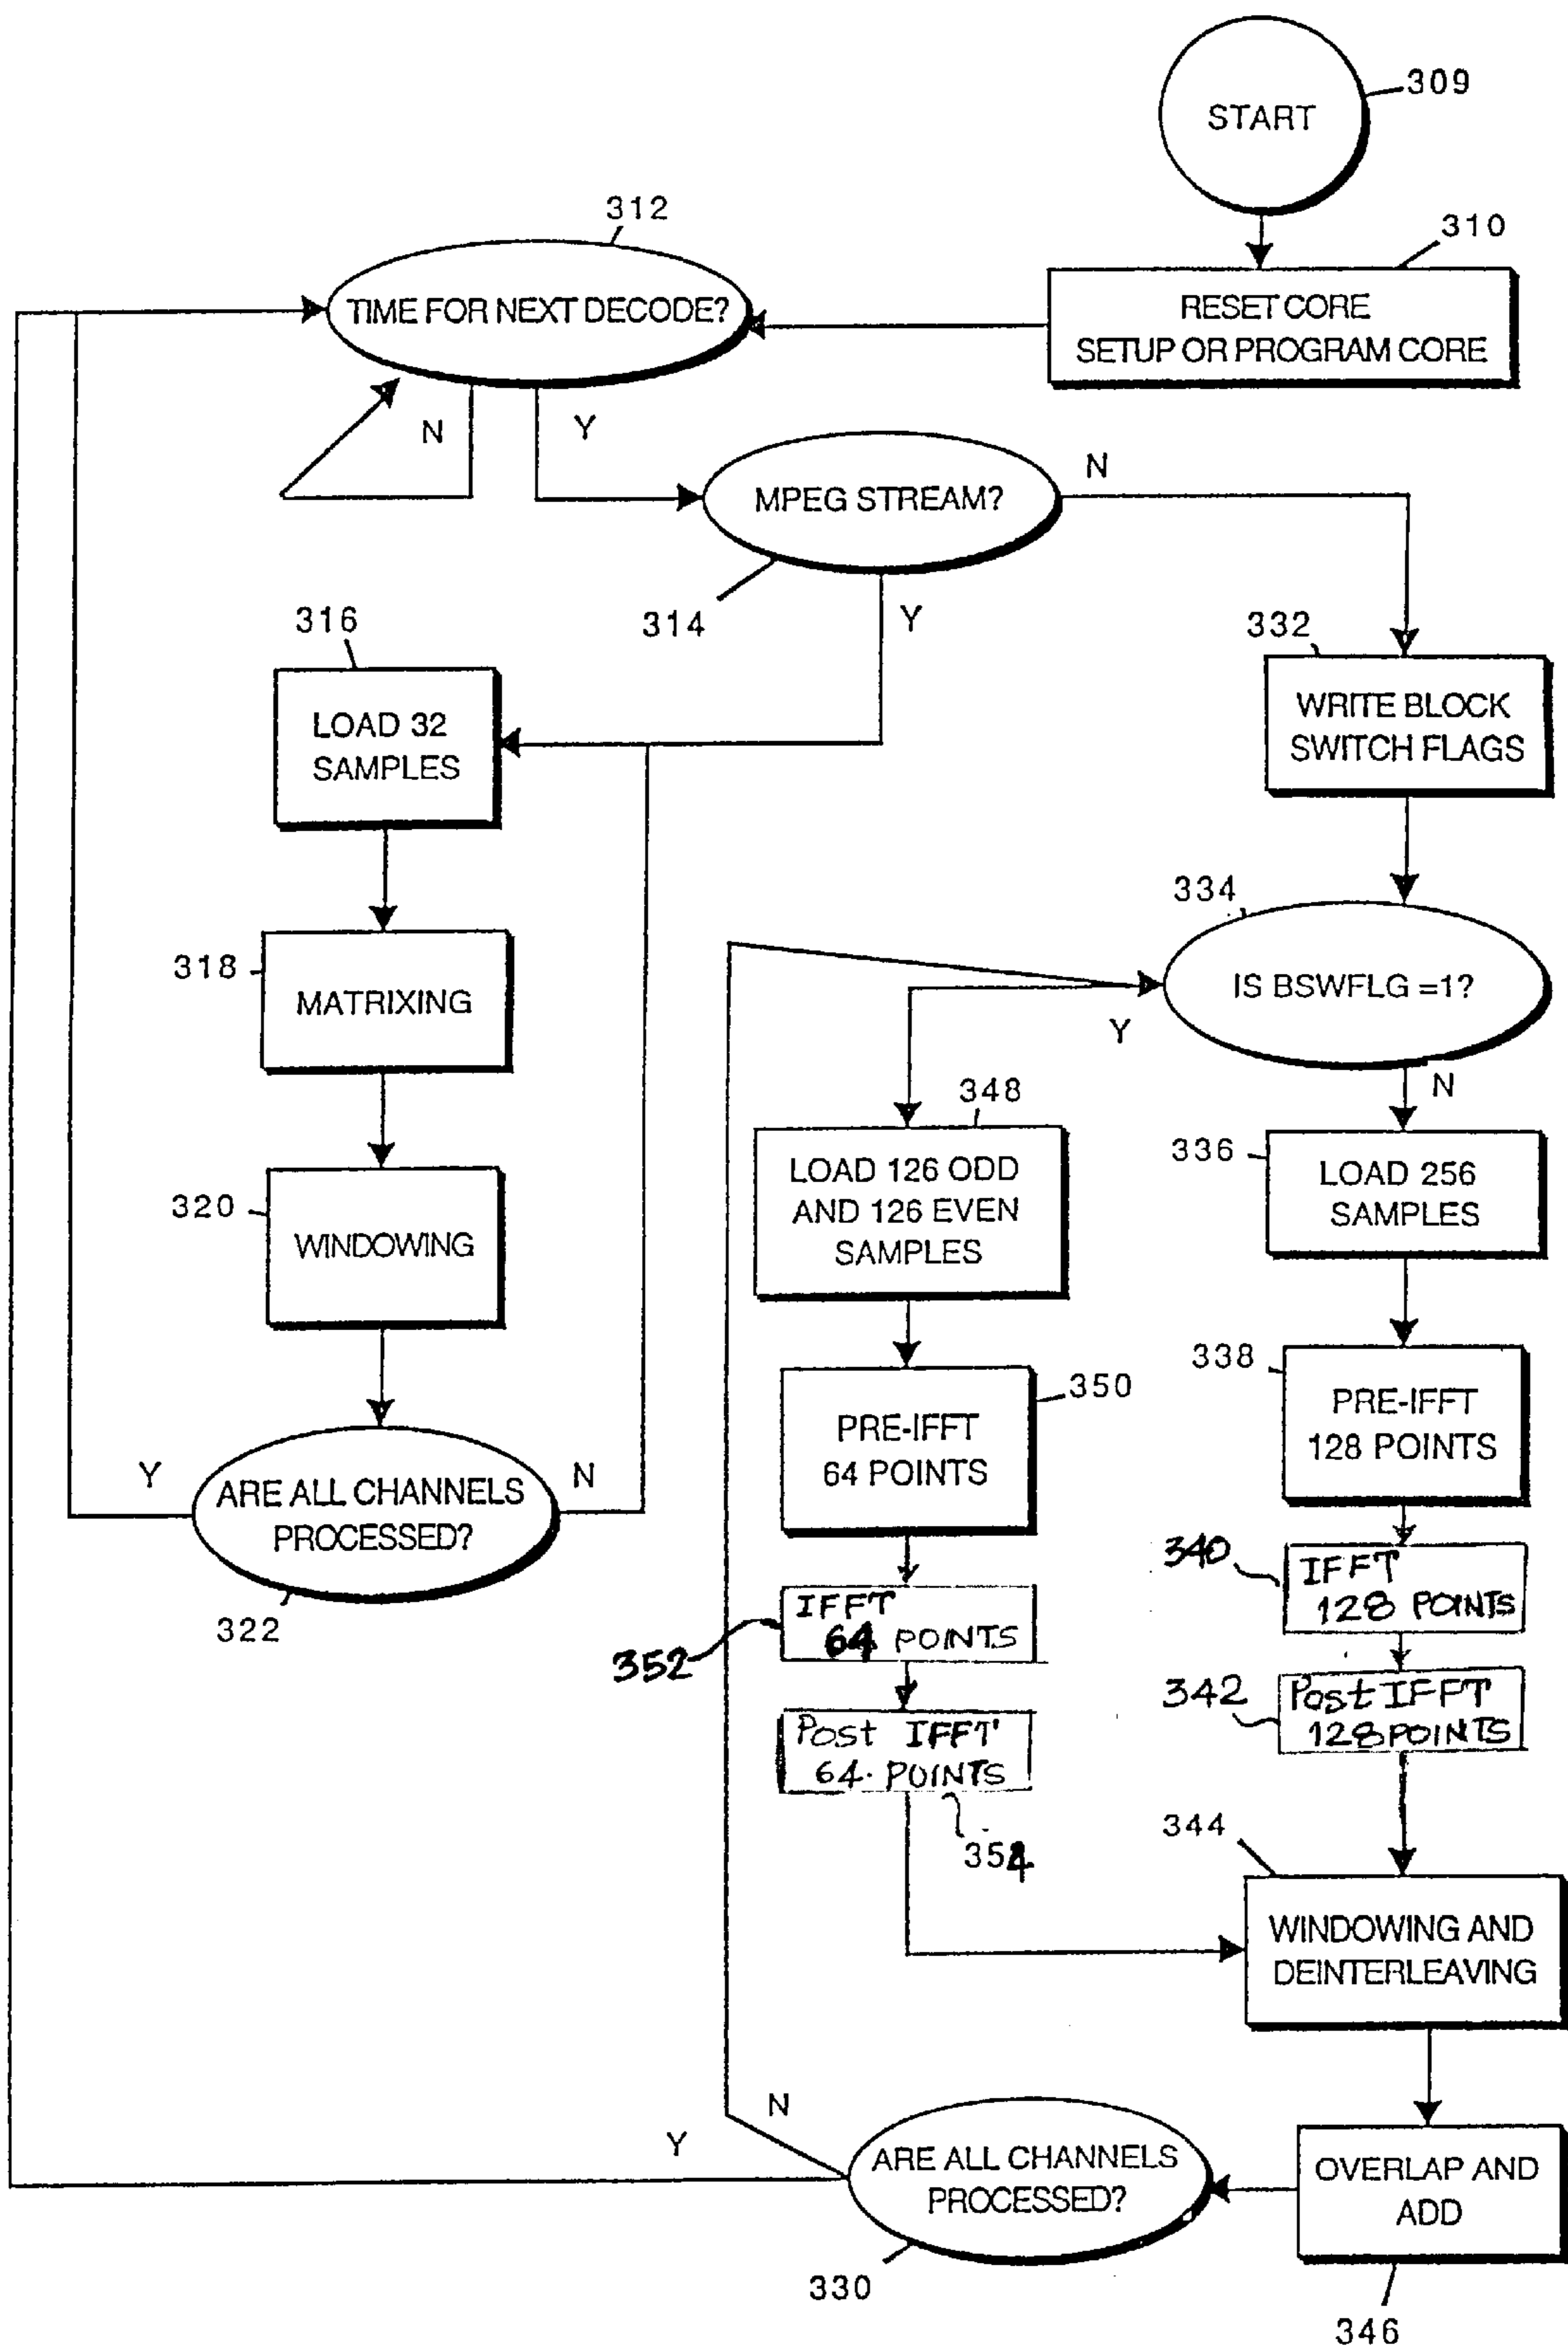 START
309
312
310
TIME FOR NEXT DECODE?
RESET CORE
SETUP OR PROGRAM CORE
N
Y
MPEG STREAM?
N
314
Y
316
LOAD 32
SAMPLES
332
WRITE BLOCK
SWITCH FLAGS
318
MATRIXING
334
IS BSWFLG =1?
Y
N
320
WINDOWING
348
LOAD 126 ODD
AND 126 EVEN
SAMPLES
336
LOAD 256
SAMPLES
350
PRE-IFFT
64 POINTS
338
PRE-IFFT
128 POINTS
Y
ARE ALL CHANNELS
PROCESSED?
N
322
352
IFFT
64 POINTS
340
IFFT
128 POINTS
Post IFFT
64. POINTS
354
342
Post IFFT
128 POINTS
344
WINDOWING AND
DEINTERLEAVING
N
Y
ARE ALL CHANNELS
PROCESSED?
330
OVERLAP AND
ADD
346